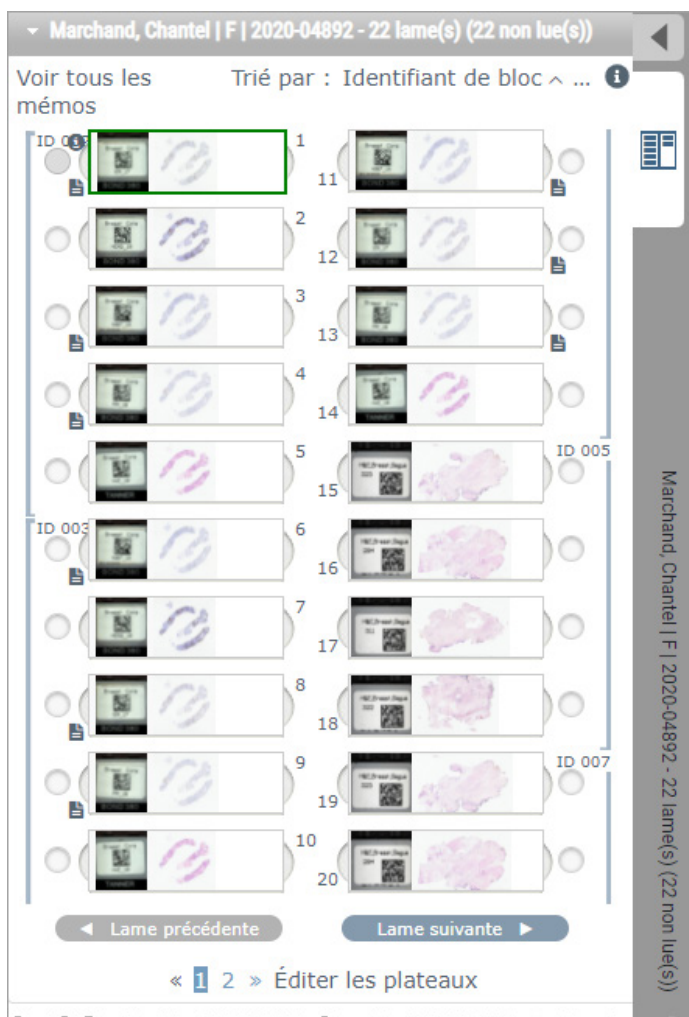 Marchand, Chantel | F | 2020-04892 - 22 lame(s) (22 non lue(s))
Voir tous les mémos
Trié par : Identifiant de bloc ^ ...
ID
1
11
2
12
3
13
4
14
5
ID 005
15
ID 003
6
16
7
17
8
18
9
ID 007
19
10
20
Lame précédente
Lame suivante
« 1 2 » Éditer les plateaux
Marchand, Chantel | F | 2020-04892 - 22 lame(s) (22 non lue(s))